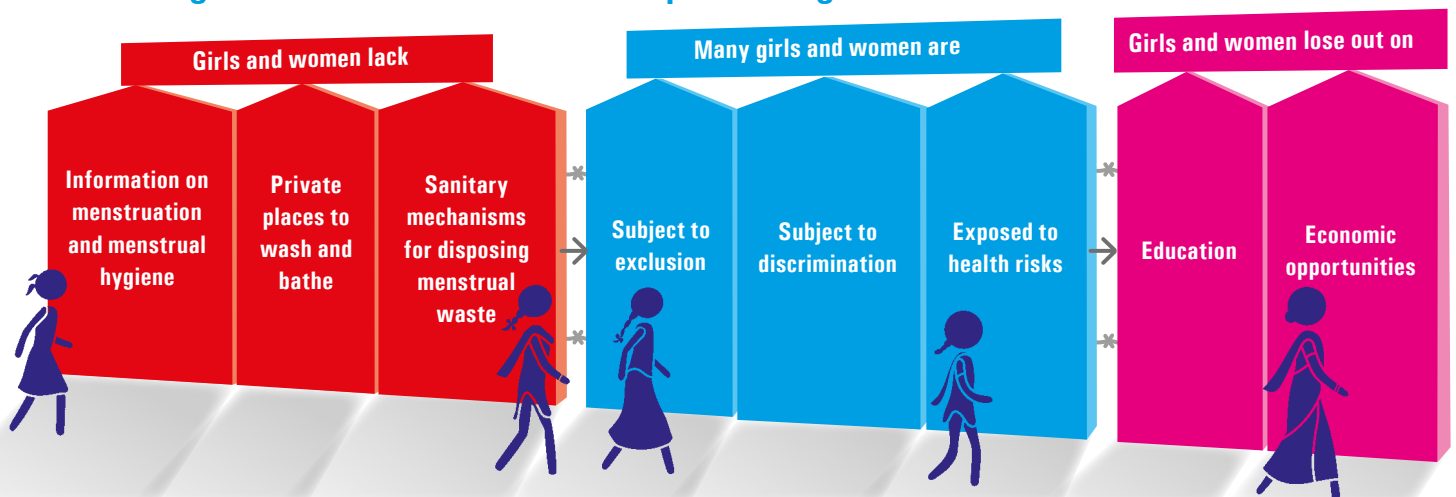 Girls and women lack
Information on
menstruation
and menstrual
hygiene
Private
places to
wash and
bathe
Sanitary
mechanisms
for disposing
menstrual
waste
Many girls and women are
Subject to
exclusion
Subject to
discrimination
Exposed to
health risks
Girls and women lose out on
Education
Economic
opportunities